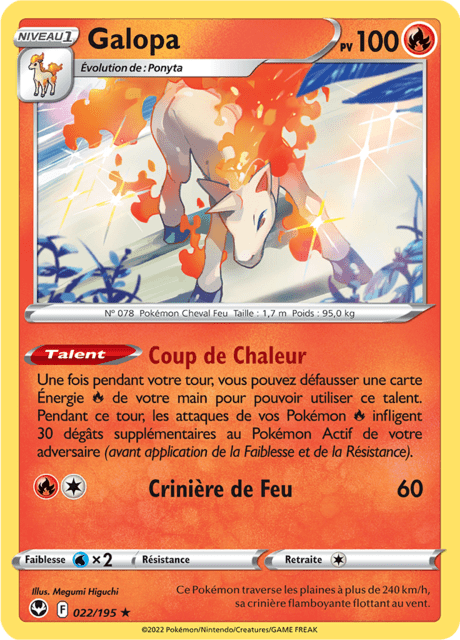 NIVEAU 1
Galopa
PV 100
Évolution de : Ponyta
N° 078 Pokémon Cheval Feu Taille : 1,7 m Poids : 95,0 kg
Talent Coup de Chaleur
Une fois pendant votre tour, vous pouvez défausser une carte
Énergie de votre main pour pouvoir utiliser ce talent.
Pendant ce tour, les attaques de vos Pokémon infligent
30 dégâts supplémentaires au Pokémon Actif de votre
adversaire (avant application de la Faiblesse et de la Résistance).
Crinière de Feu 60
Faiblesse ×2 Résistance Retraite
Illus. Megumi Higuchi
Ce Pokémon traverse les plaines à plus de 240 km/h,
sa crinière flamboyante flottant au vent.
F 022/195 ★
©2022 Pokémon/Nintendo/Creatures/GAME FREAK